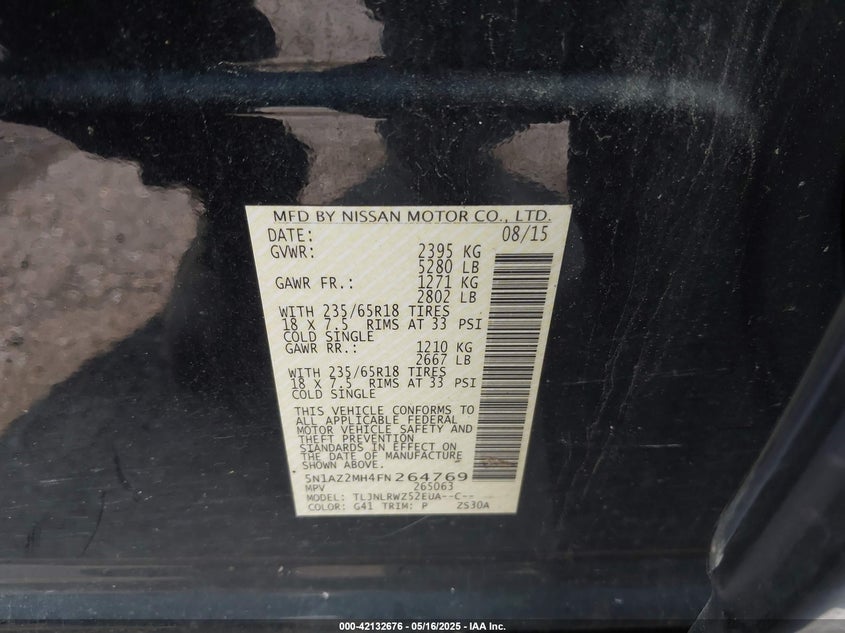 MFD BY NISSAN MOTOR CO., LTD.
DATE: 08/15
GVWR: 2395 KG
5280 LB
GAWR FR.: 1271 KG
2802 LB
WITH 235/65R18 TIRES
18 X 7.5 RIMS AT 33 PSI
COLD SINGLE
GAWR RR.: 1210 KG
2667 LB
WITH 235/65R18 TIRES
18 X 7.5 RIMS AT 33 PSI
COLD SINGLE
THIS VEHICLE CONFORMS TO
ALL APPLICABLE FEDERAL
MOTOR VEHICLE SAFETY AND
THEFT PREVENTION
STANDARDS IN EFFECT ON
THE DATE OF MANUFACTURE
SHOWN ABOVE.
5N1AZ2MH4FN264769
MPV 265063
MODEL: TLJNLRWZ52EUA--C--
COLOR: G41 TRIM: P ZS30A
000-42132676 - 05/16/2025 - IAA Inc.